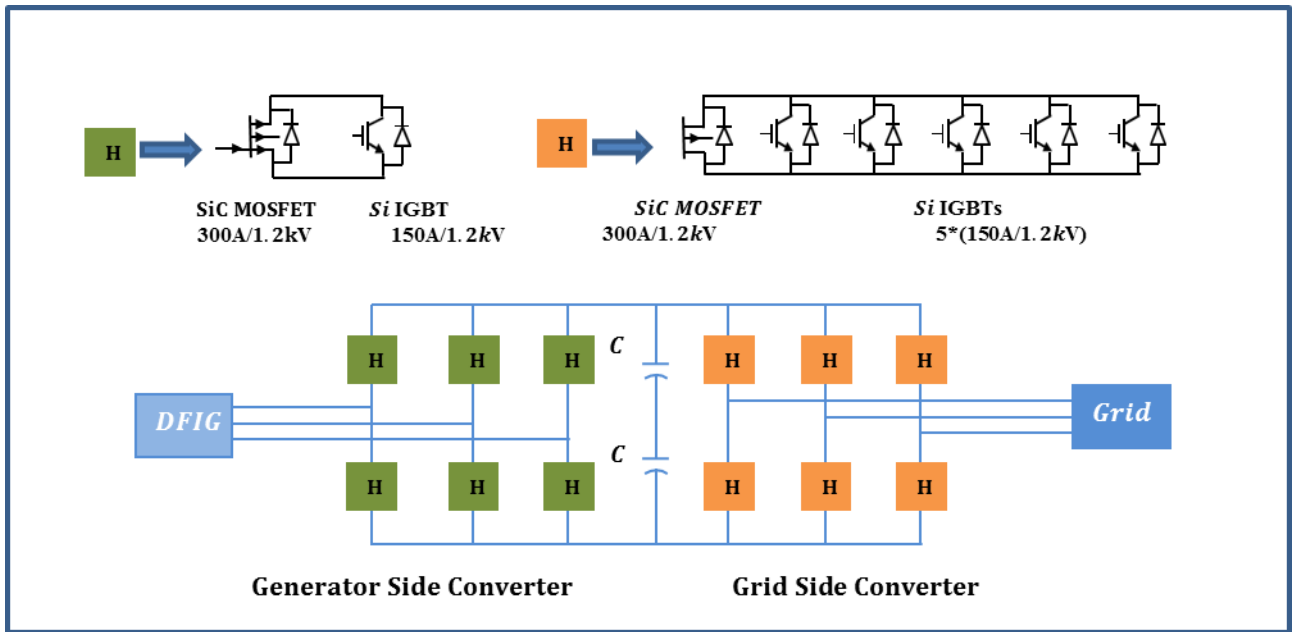 H
H
SiC MOSFET
300A/1.2kV
Si IGBT
150A/1.2kV
SiC MOSFET
300A/1.2kV
Si IGBTs
5*(150A/1.2kV)
H H H C H H H
DFIG
Grid
H H H C H H H
Generator Side Converter
Grid Side Converter